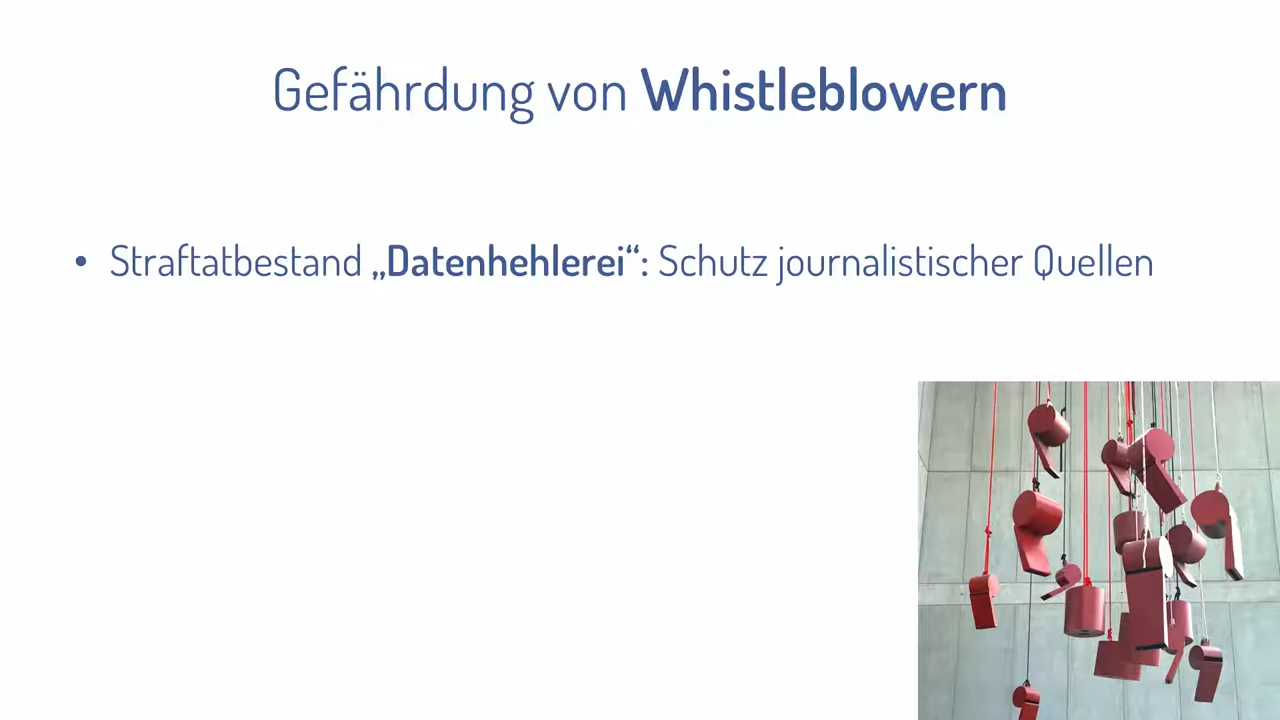 Gefährdung von Whistleblowern
• Straftatbestand „Datenhehlerei“: Schutz journalistischer Quellen